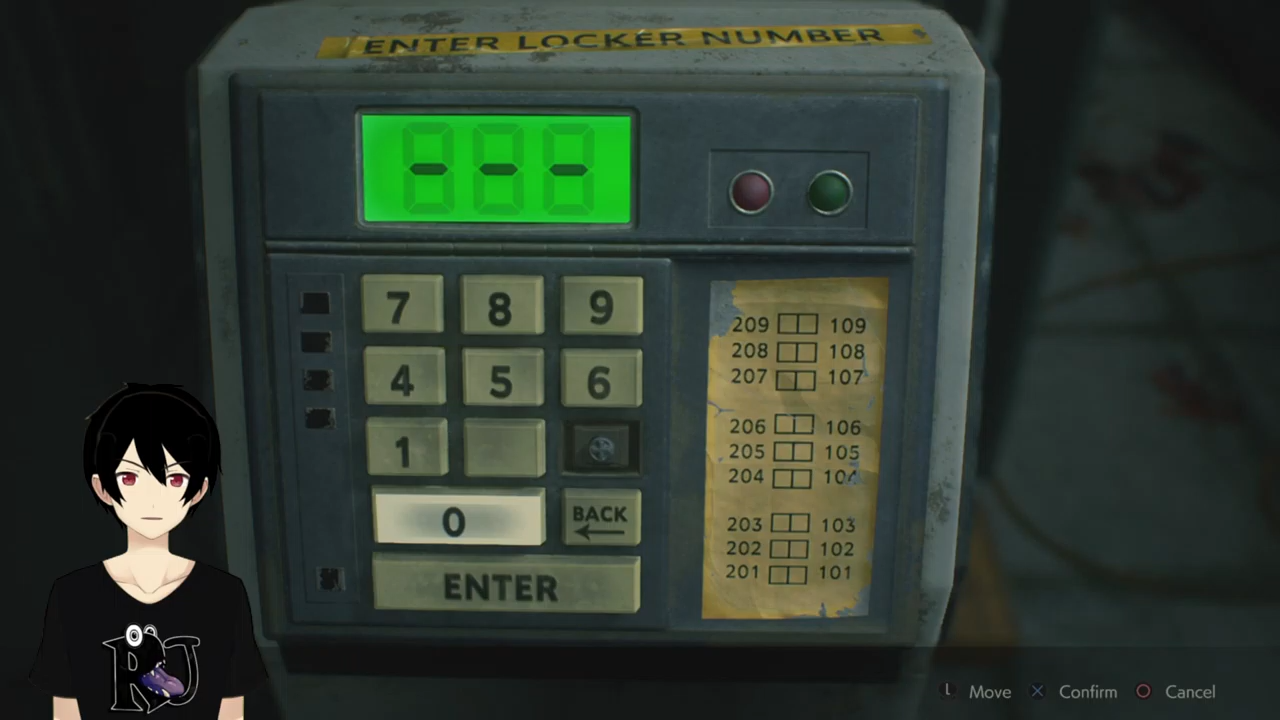 ENTER LOCKER NUMBER
- - -
7 8 9
4 5 6
1
0 BACK
ENTER
209 109
208 108
207 107
206 106
205 105
204 104
203 103
202 102
201 101
RJ
L Move X Confirm O Cancel